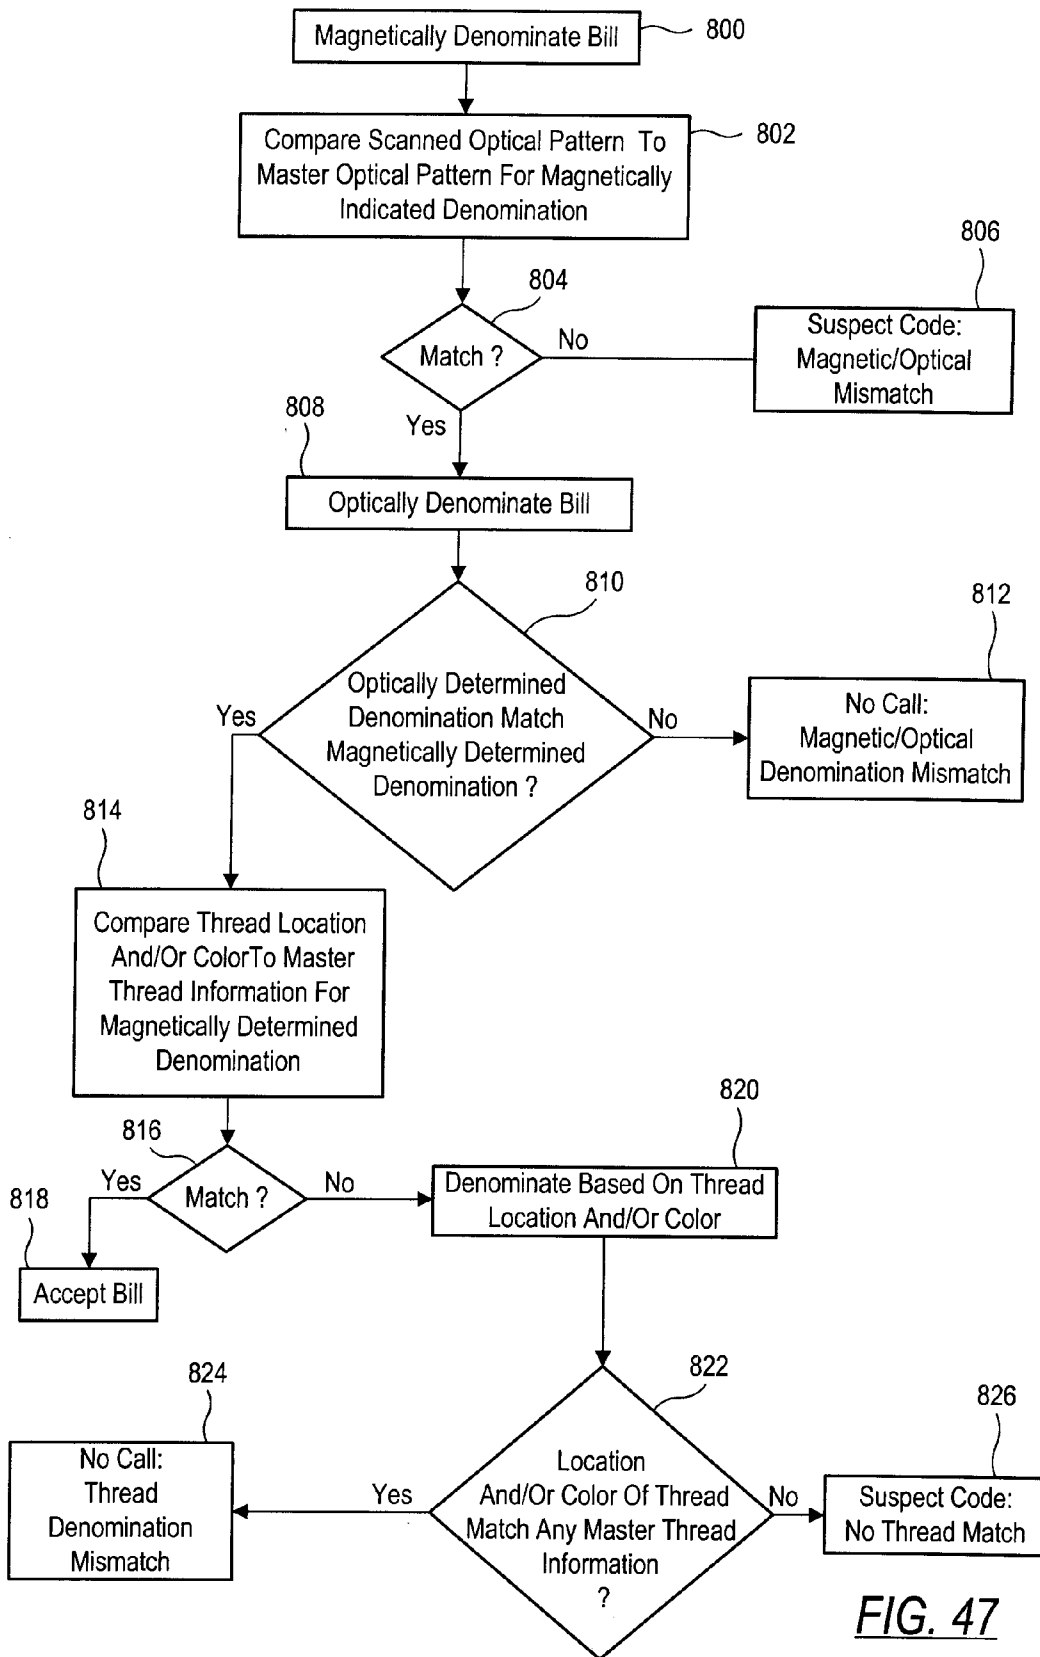 Magnetically Denominate Bill
800
Compare Scanned Optical Pattern To
Master Optical Pattern For Magnetically
Indicated Denomination
802
804
Match ?
No
806
Suspect Code:
Magnetic/Optical
Mismatch
Yes
808
Optically Denominate Bill
810
Optically Determined
Denomination Match
Magnetically Determined
Denomination ?
Yes
No
812
No Call:
Magnetic/Optical
Denomination Mismatch
814
Compare Thread Location
And/Or ColorTo Master
Thread Information For
Magnetically Determined
Denomination
816
Match ?
Yes
No
818
Accept Bill
820
Denominate Based On Thread
Location And/Or Color
822
Location
And/Or Color Of Thread
Match Any Master Thread
Information
?
Yes
No
824
No Call:
Thread
Denomination
Mismatch
826
Suspect Code:
No Thread Match
FIG. 47